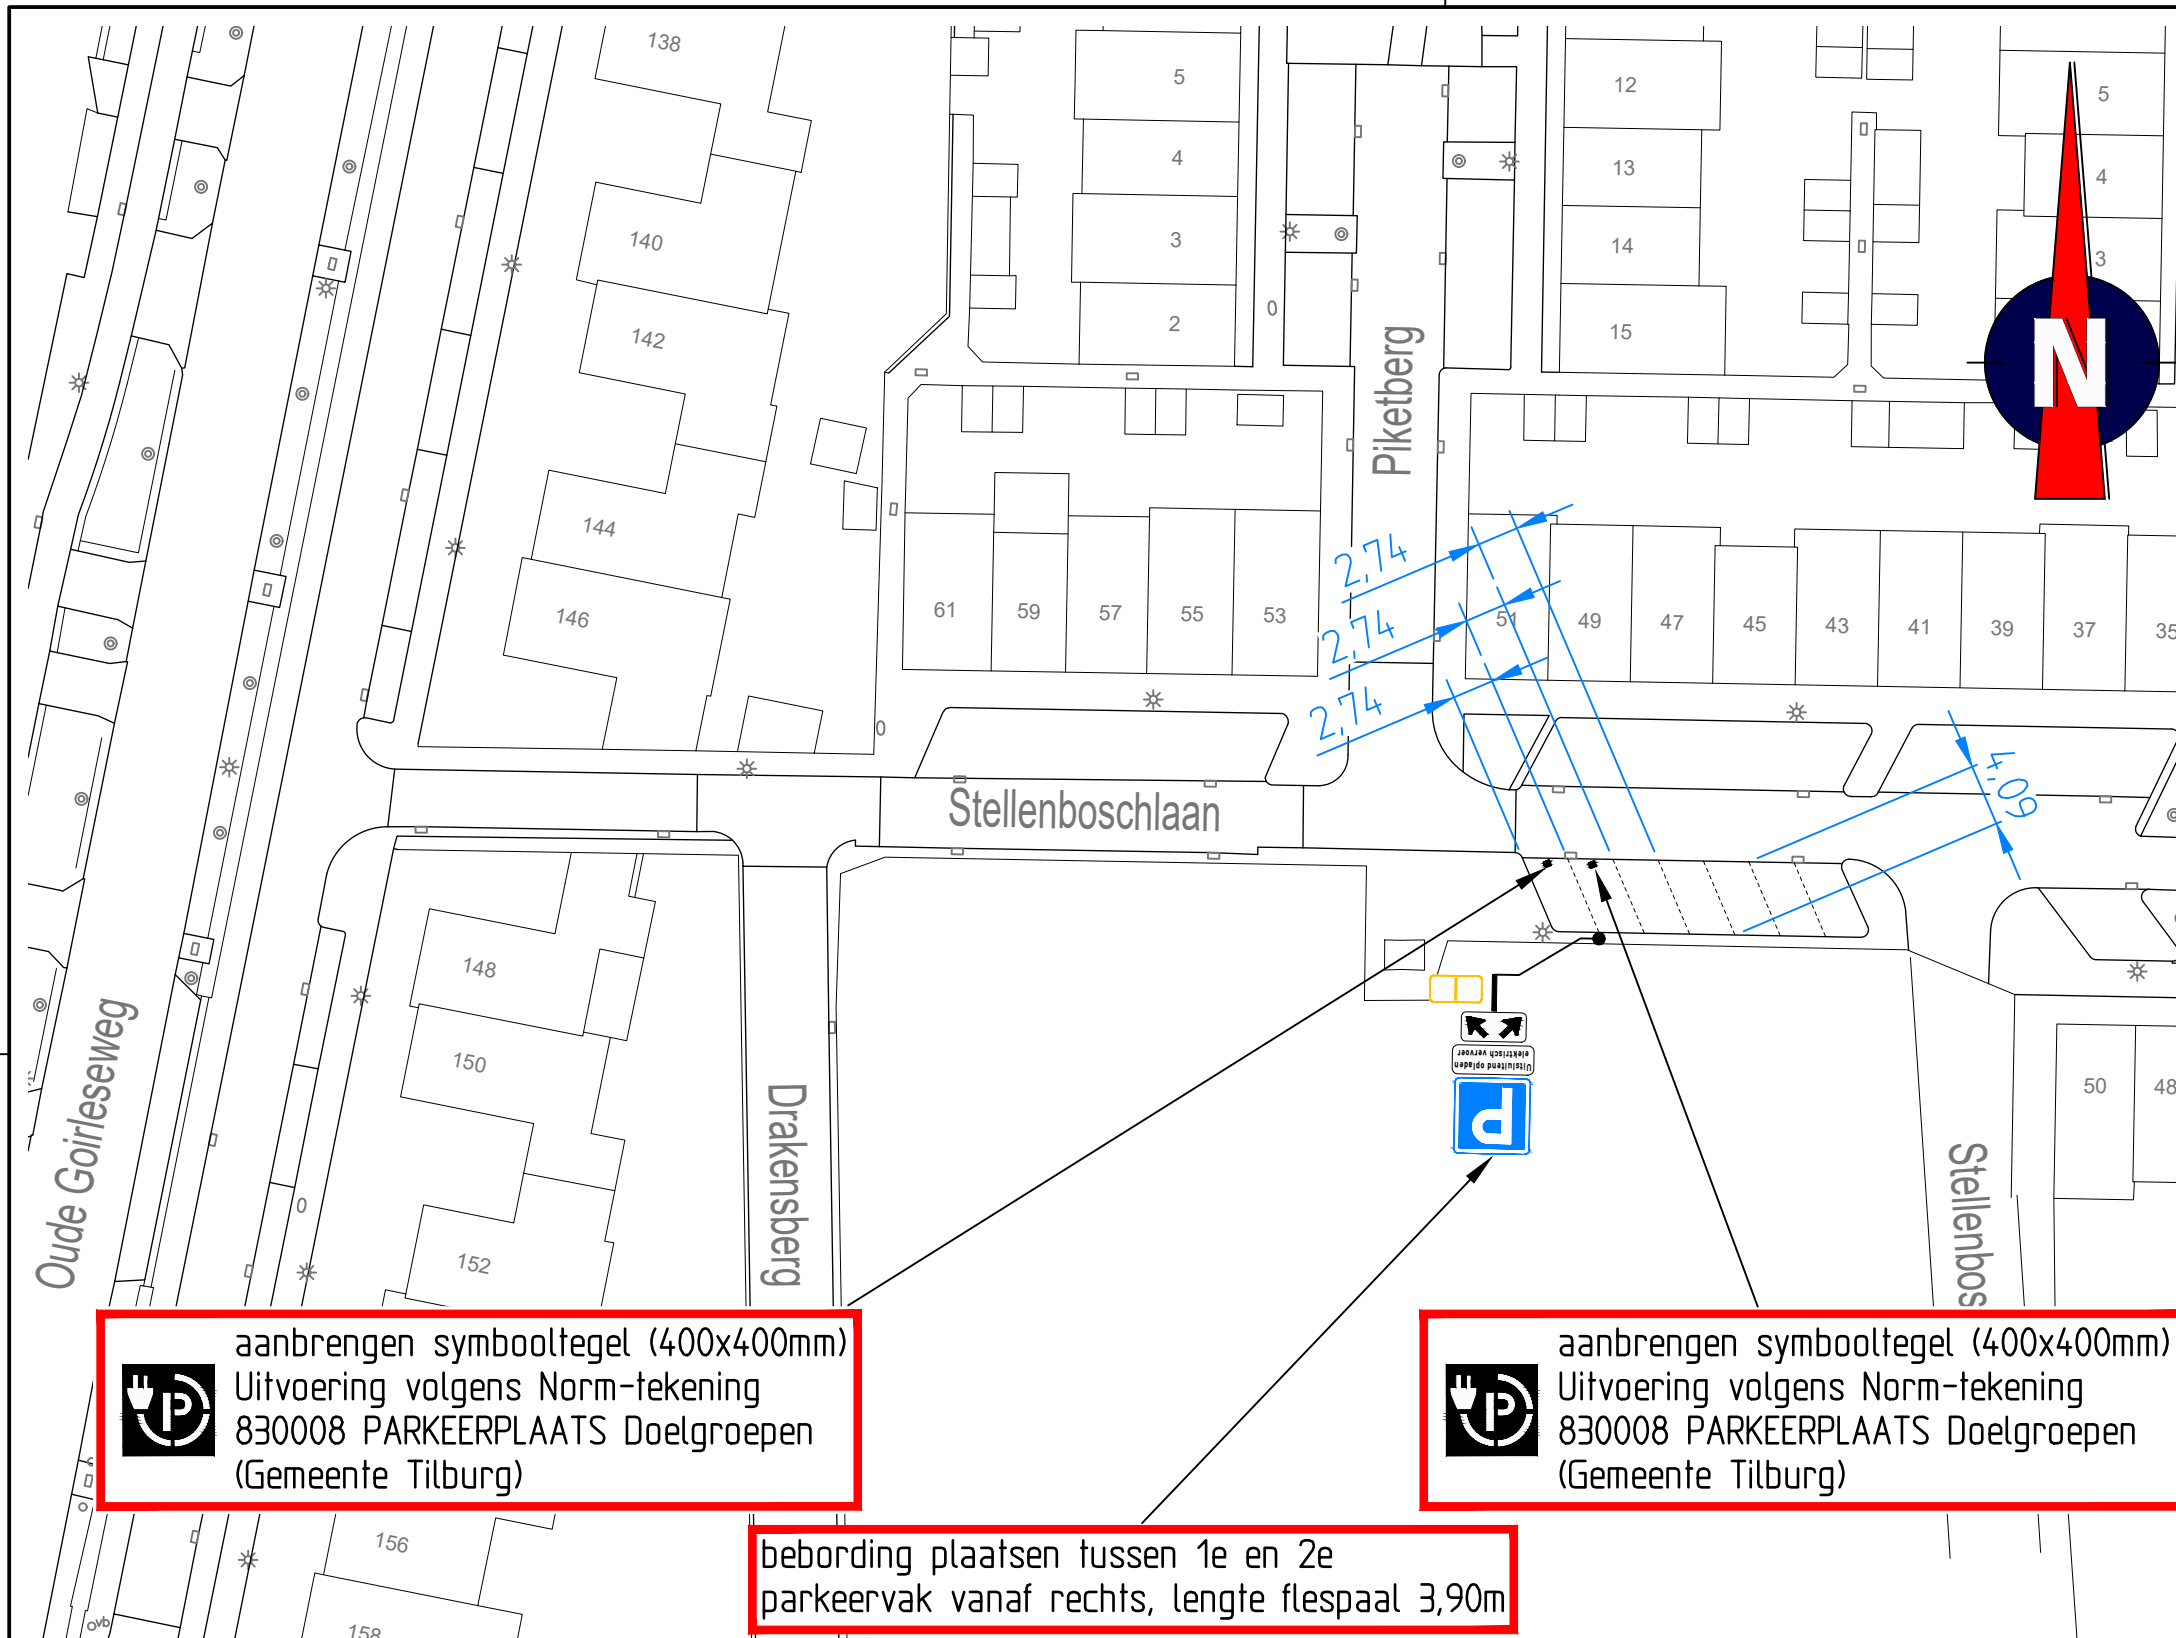 138
5
12
5
4
13
4
140
3
14
3
142
2
15
0
Piketberg
N
144
2,74
146
61
59
57
55
53
2,74
51
49
47
45
43
41
39
37
35
2,74
0
4,09
Stellenboschlaan
148
Oude Goirleseweg
150
Drakensberg
Uitsluitend opladen
elektrisch vervoer
P
50
48
Stellenbos
0
152
aanbrengen symbooltegel (400x400mm)
Uitvoering volgens Norm-tekening
830008 PARKEERPLAATS Doelgroepen
(Gemeente Tilburg)
P
aanbrengen symbooltegel (400x400mm)
Uitvoering volgens Norm-tekening
830008 PARKEERPLAATS Doelgroepen
(Gemeente Tilburg)
P
156
bebording plaatsen tussen 1e en 2e
parkeervak vanaf rechts, lengte flespaal 3,90m
ovb
158